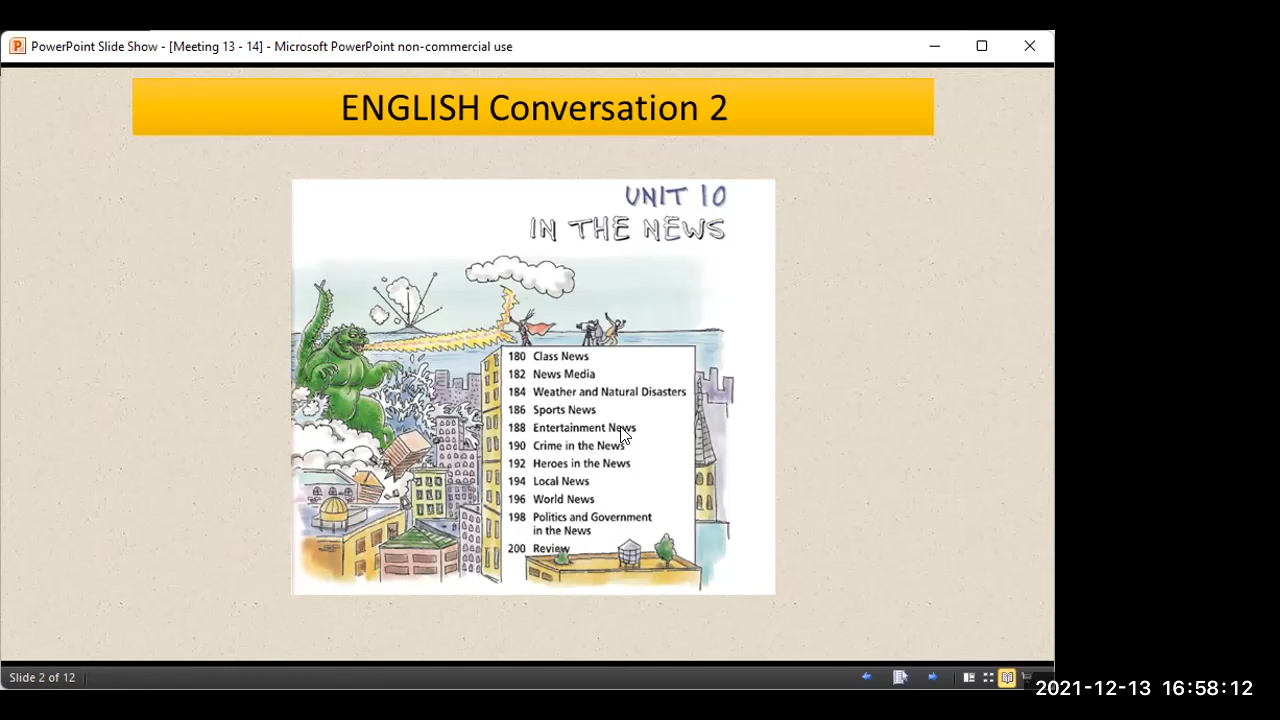 PowerPoint Slide Show - [Meeting 13 - 14] - Microsoft PowerPoint non-commercial use
ENGLISH Conversation 2
UNIT 10
IN THE NEWS
180 Class News
182 News Media
184 Weather and Natural Disasters
186 Sports News
188 Entertainment News
190 Crime in the News
192 Heroes in the News
194 Local News
196 World News
198 Politics and Government
in the News
200 Review
Slide 2 of 12
2021-12-13 16:58:12